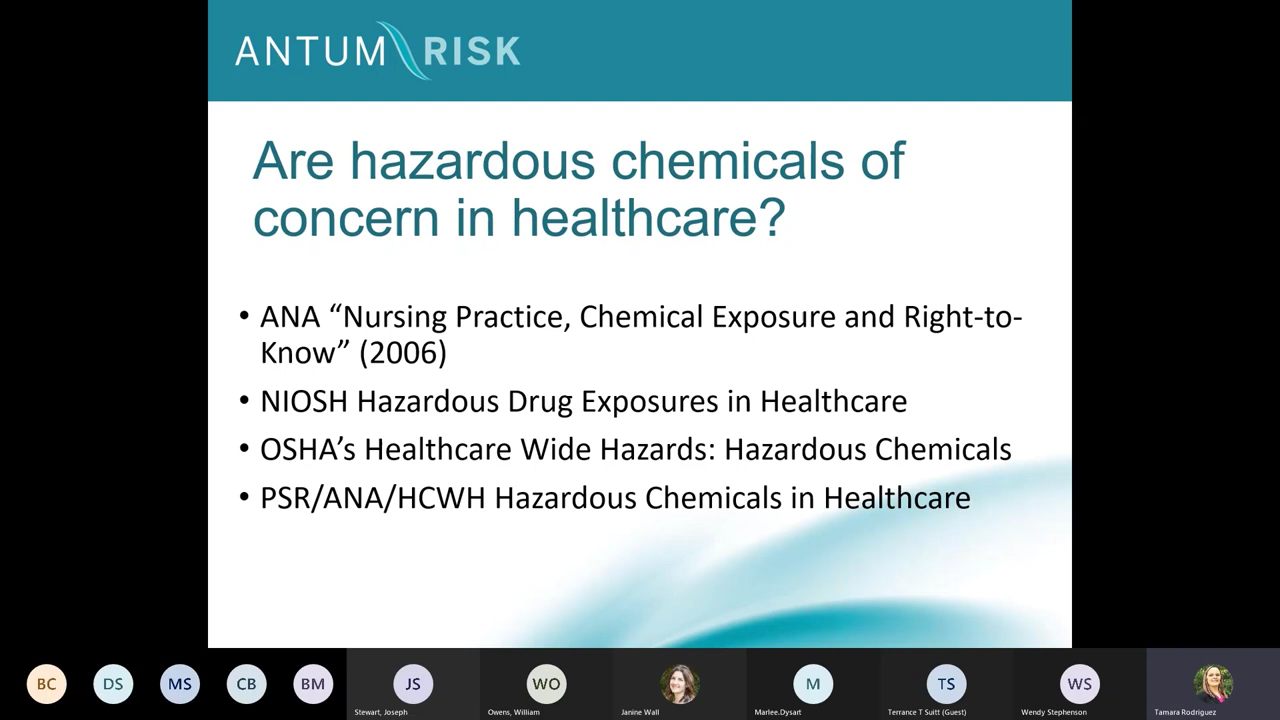 ANTUM RISK
Are hazardous chemicals of
concern in healthcare?
• ANA “Nursing Practice, Chemical Exposure and Right-to-
Know” (2006)
• NIOSH Hazardous Drug Exposures in Healthcare
• OSHA’s Healthcare Wide Hazards: Hazardous Chemicals
• PSR/ANA/HCWH Hazardous Chemicals in Healthcare
BC DS MS CB BM JS WO M TS WS
Stewart, Joseph Owens, William Janine Wall Marlee.Dysart Terrance T Suitt (Guest) Wendy Stephenson Tamara Rodriguez